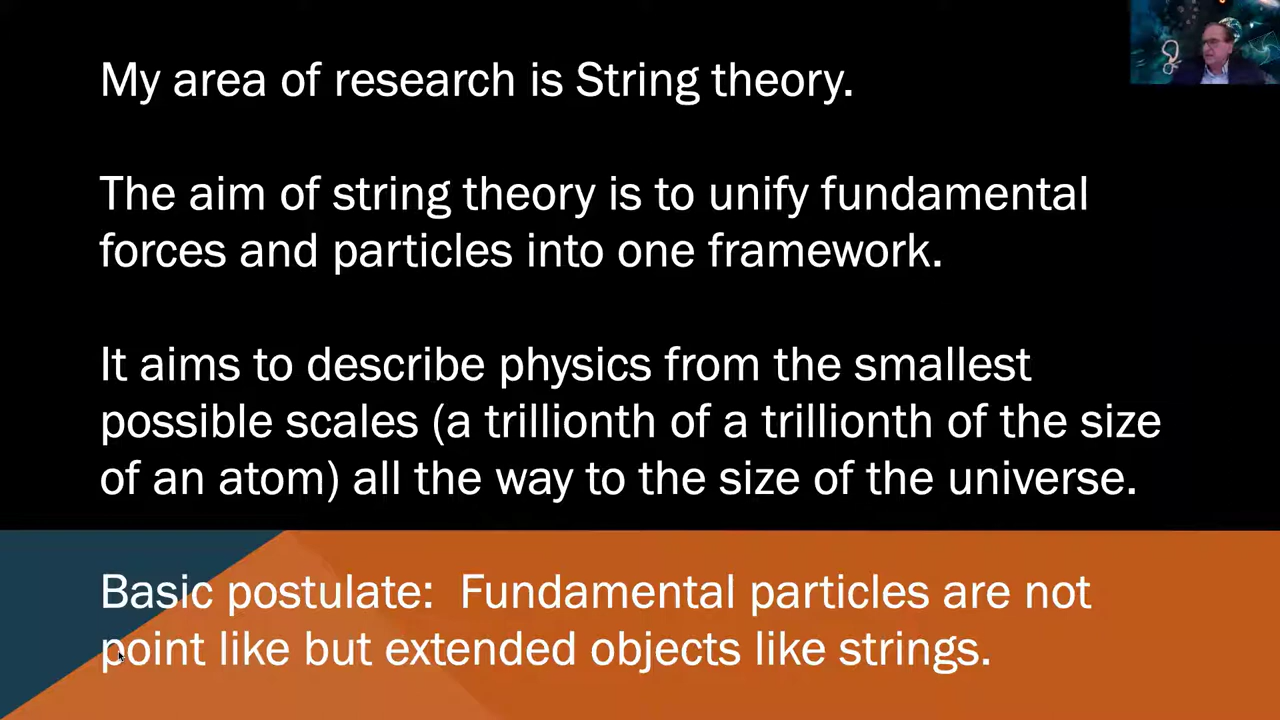 My area of research is String theory.
The aim of string theory is to unify fundamental
forces and particles into one framework.
It aims to describe physics from the smallest
possible scales (a trillionth of a trillionth of the size
of an atom) all the way to the size of the universe.
Basic postulate: Fundamental particles are not
point like but extended objects like strings.